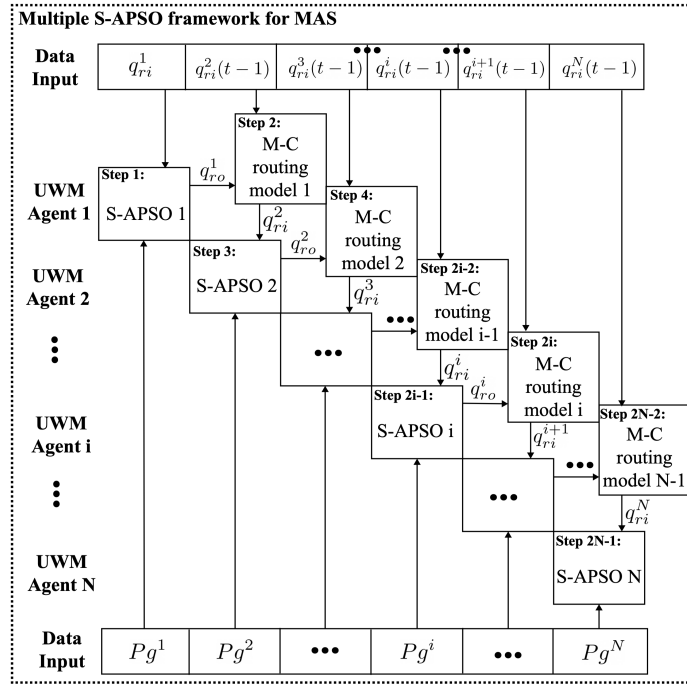 Multiple S-APSO framework for MAS
Data
Input
q_{ri}^{1}
q_{ri}^{2}(t − 1)
q_{ri}^{3}(t − 1)
•••
q_{ri}^{i}(t − 1)
•••
q_{ri}^{i+1}(t − 1)
q_{ri}^{N}(t − 1)
UWM
Agent 1
Step 1:
S-APSO 1
q_{ro}^{1}
Step 2:
M-C
routing
model 1
q_{ri}^{2}
UWM
Agent 2
Step 3:
S-APSO 2
q_{ro}^{2}
Step 4:
M-C
routing
model 2
q_{ri}^{3}
•••
•••
•••
Step 2i-2:
M-C
routing
model i-1
q_{ri}^{i}
UWM
Agent i
Step 2i-1:
S-APSO i
q_{ro}^{i}
Step 2i:
M-C
routing
model i
q_{ri}^{i+1}
•••
•••
•••
Step 2N-2:
M-C
routing
model N-1
q_{ri}^{N}
UWM
Agent N
Step 2N-1:
S-APSO N
Data
Input
Pg^{1}
Pg^{2}
•••
Pg^{i}
•••
Pg^{N}